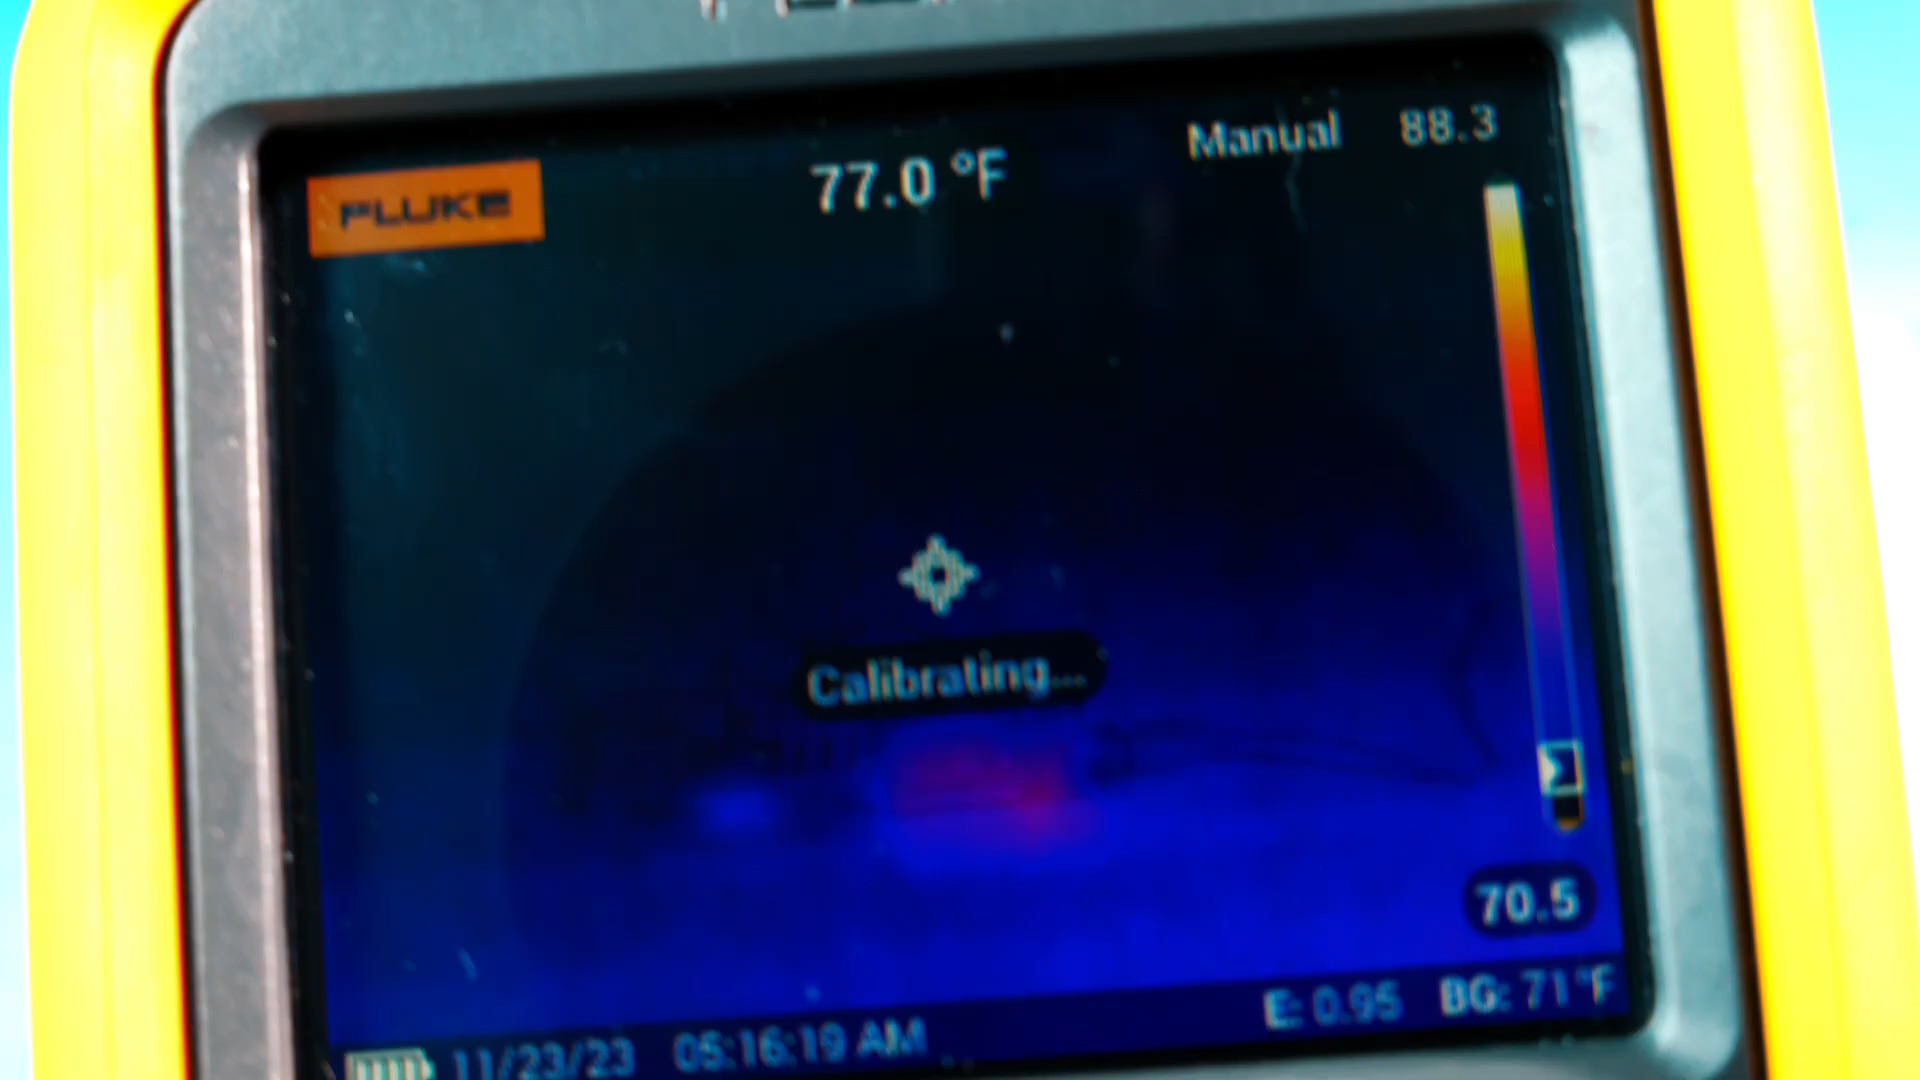 FLUKE
77.0 °F
Manual 88.3
Calibrating...
70.5
E: 0.95 BG: 71°F
11/23/23 05:16:19 AM